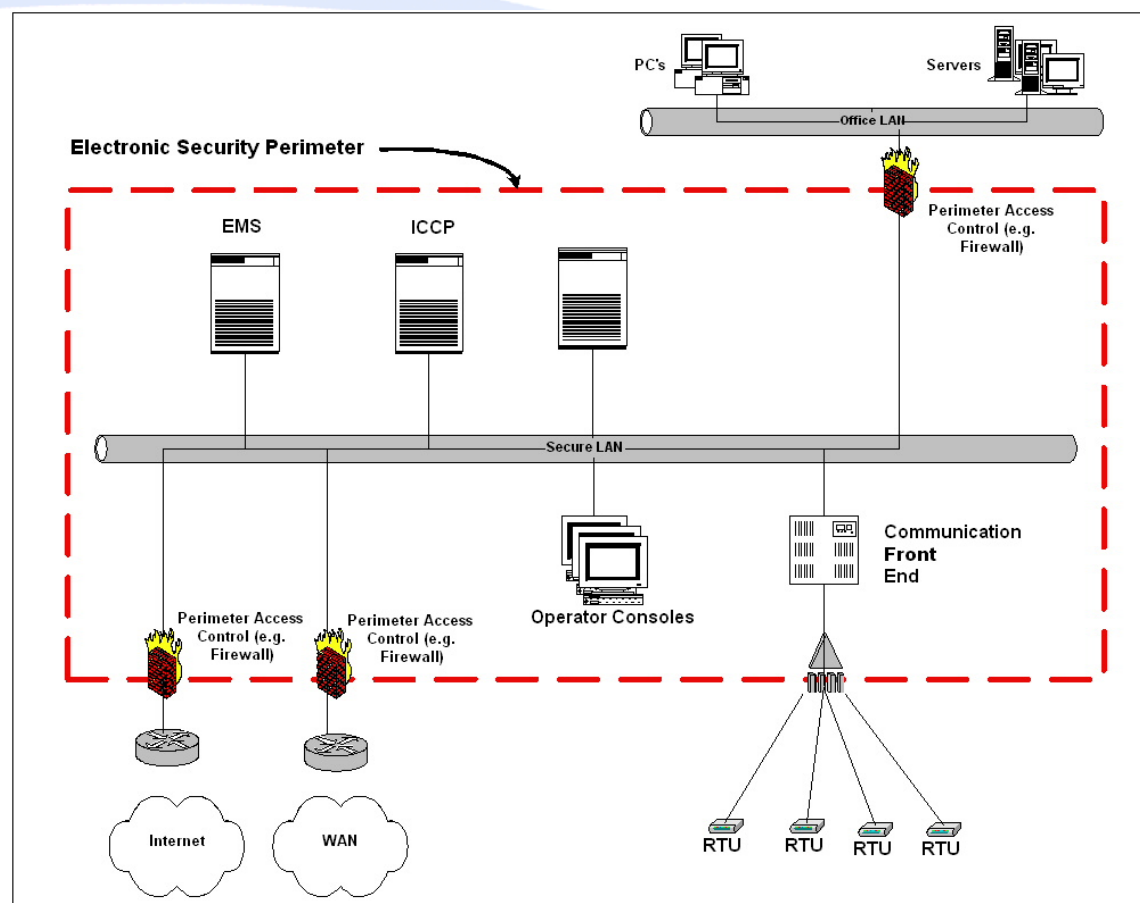 PC's
Servers
Office LAN
Electronic Security Perimeter
Perimeter Access
Control (e.g.
Firewall)
EMS
ICCP
Secure LAN
Communication
Front
End
Operator Consoles
Perimeter Access
Control (e.g.
Firewall)
Perimeter Access
Control (e.g.
Firewall)
Internet
WAN
RTU
RTU
RTU
RTU